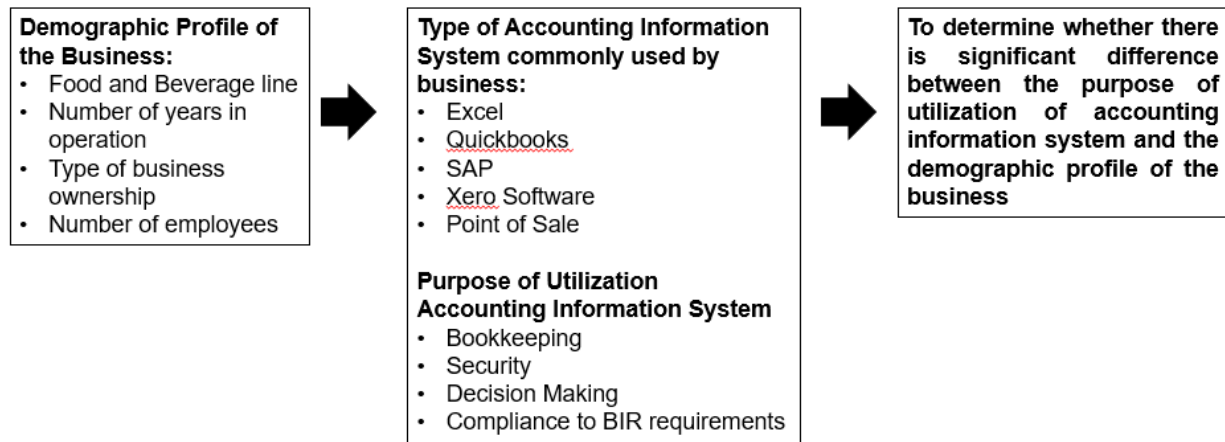 Demographic Profile of
the Business:
• Food and Beverage line
• Number of years in
operation
• Type of business
ownership
• Number of employees
Type of Accounting Information
System commonly used by
business:
• Excel
• Quickbooks
• SAP
• Xero Software
• Point of Sale
Purpose of Utilization
Accounting Information System
• Bookkeeping
• Security
• Decision Making
• Compliance to BIR requirements
To determine whether there
is significant difference
between the purpose of
utilization of accounting
information system and the
demographic profile of the
business